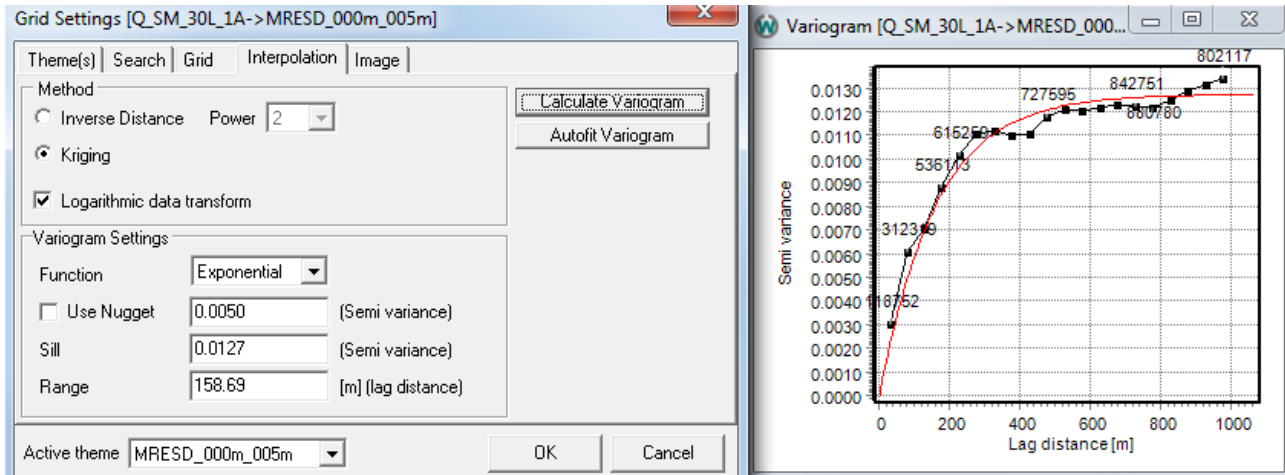 Grid Settings [Q_SM_30L_1A->MRESD_000m_005m]
Theme(s) Search Grid Interpolation Image
Method
Inverse Distance Power 2
Kriging
Logarithmic data transform
Calculate Variogram
Autofit Variogram
Variogram Settings
Function Exponential
Use Nugget 0.0050 (Semi variance)
Sill 0.0127 (Semi variance)
Range 158.69 [m] (lag distance)
Active theme MRESD_000m_005m OK Cancel
Variogram [Q_SM_30L_1A->MRESD_000...
802117
842751
727595
536113
Semi variance
0.0130
0.0120
0.0110
0.0100
0.0090
0.0080
0.0070
0.0060
0.0050
0.0040
0.0030
0.0020
0.0010
0.0000
0 200 400 600 800 1000
Lag distance [m]